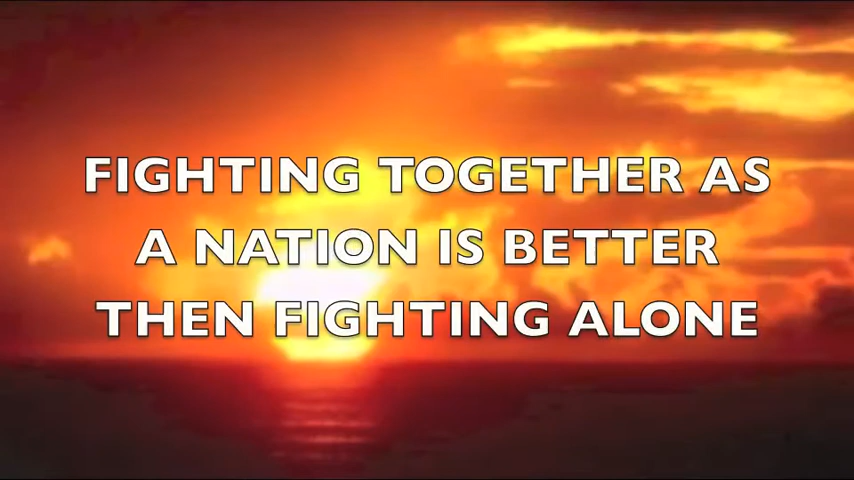 FIGHTING TOGETHER AS
A NATION IS BETTER
THEN FIGHTING ALONE